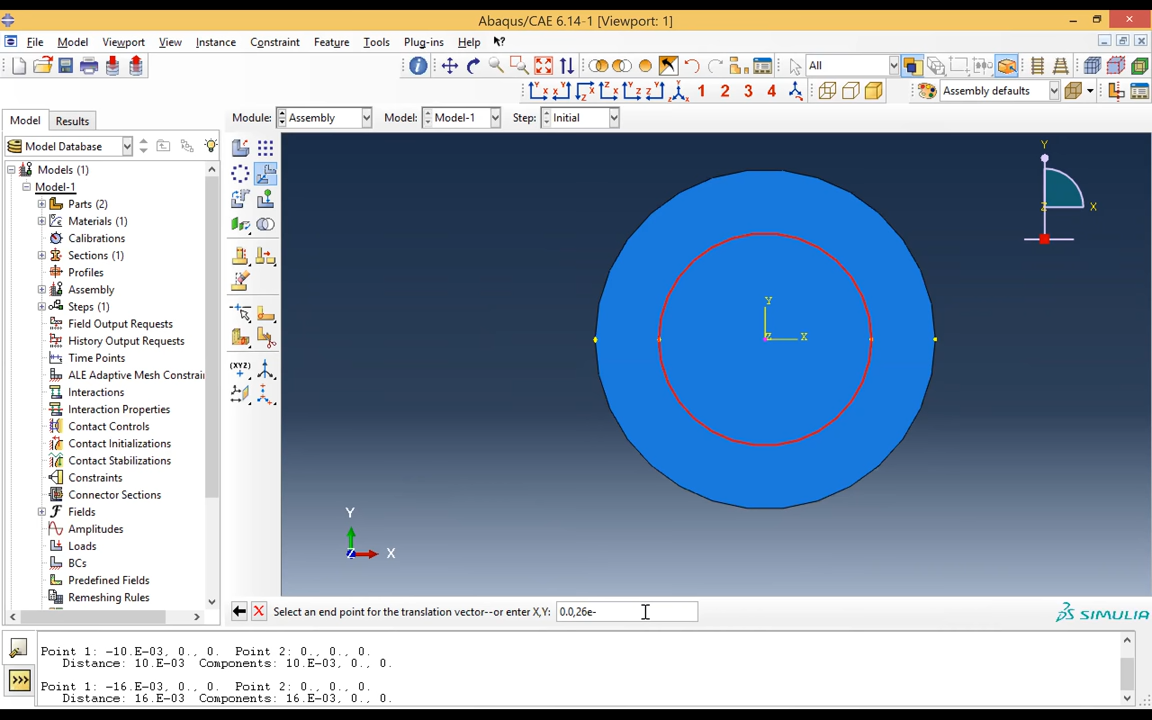 Abaqus/CAE 6.14-1 [Viewport: 1]
File Model Viewport View Instance Constraint Feature Tools Plug-ins Help
All
1 2 3 4 Assembly defaults
Model Results
Module: Assembly Model: Model-1 Step: Initial
Model Database
Models (1)
Model-1
Parts (2)
Materials (1)
Calibrations
Sections (1)
Profiles
Assembly
Steps (1)
Field Output Requests
History Output Requests
Time Points
ALE Adaptive Mesh Constrai
Interactions
Interaction Properties
Contact Controls
Contact Initializations
Contact Stabilizations
Constraints
Connector Sections
Fields
Amplitudes
Loads
BCs
Predefined Fields
Remeshing Rules
(XYZ)
Y
X
Z
Y
X
Z
Y
X
Z
Select an end point for the translation vector--or enter X,Y: 0.0,26e-
SIMULIA
Point 1: -10.E-03, 0., 0. Point 2: 0., 0., 0.
Distance: 10.E-03 Components: 10.E-03, 0., 0.
Point 1: -16.E-03, 0., 0. Point 2: 0., 0., 0.
Distance: 16.E-03 Components: 16.E-03, 0., 0.
>>>